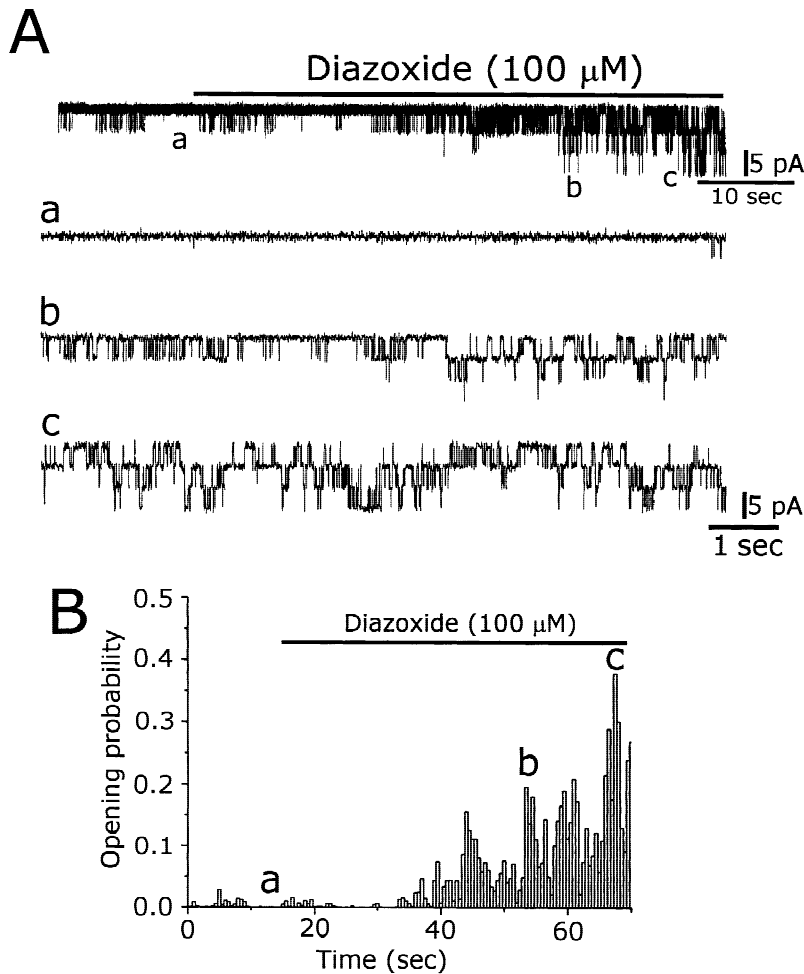 A
Diazoxide (100 μM)
a
b
c
5 pA
10 sec
a
b
c
5 pA
1 sec
B
Diazoxide (100 μM)
Opening probability
0.5
0.4
0.3
0.2
0.1
0.0
a
b
c
0
20
40
60
Time (sec)